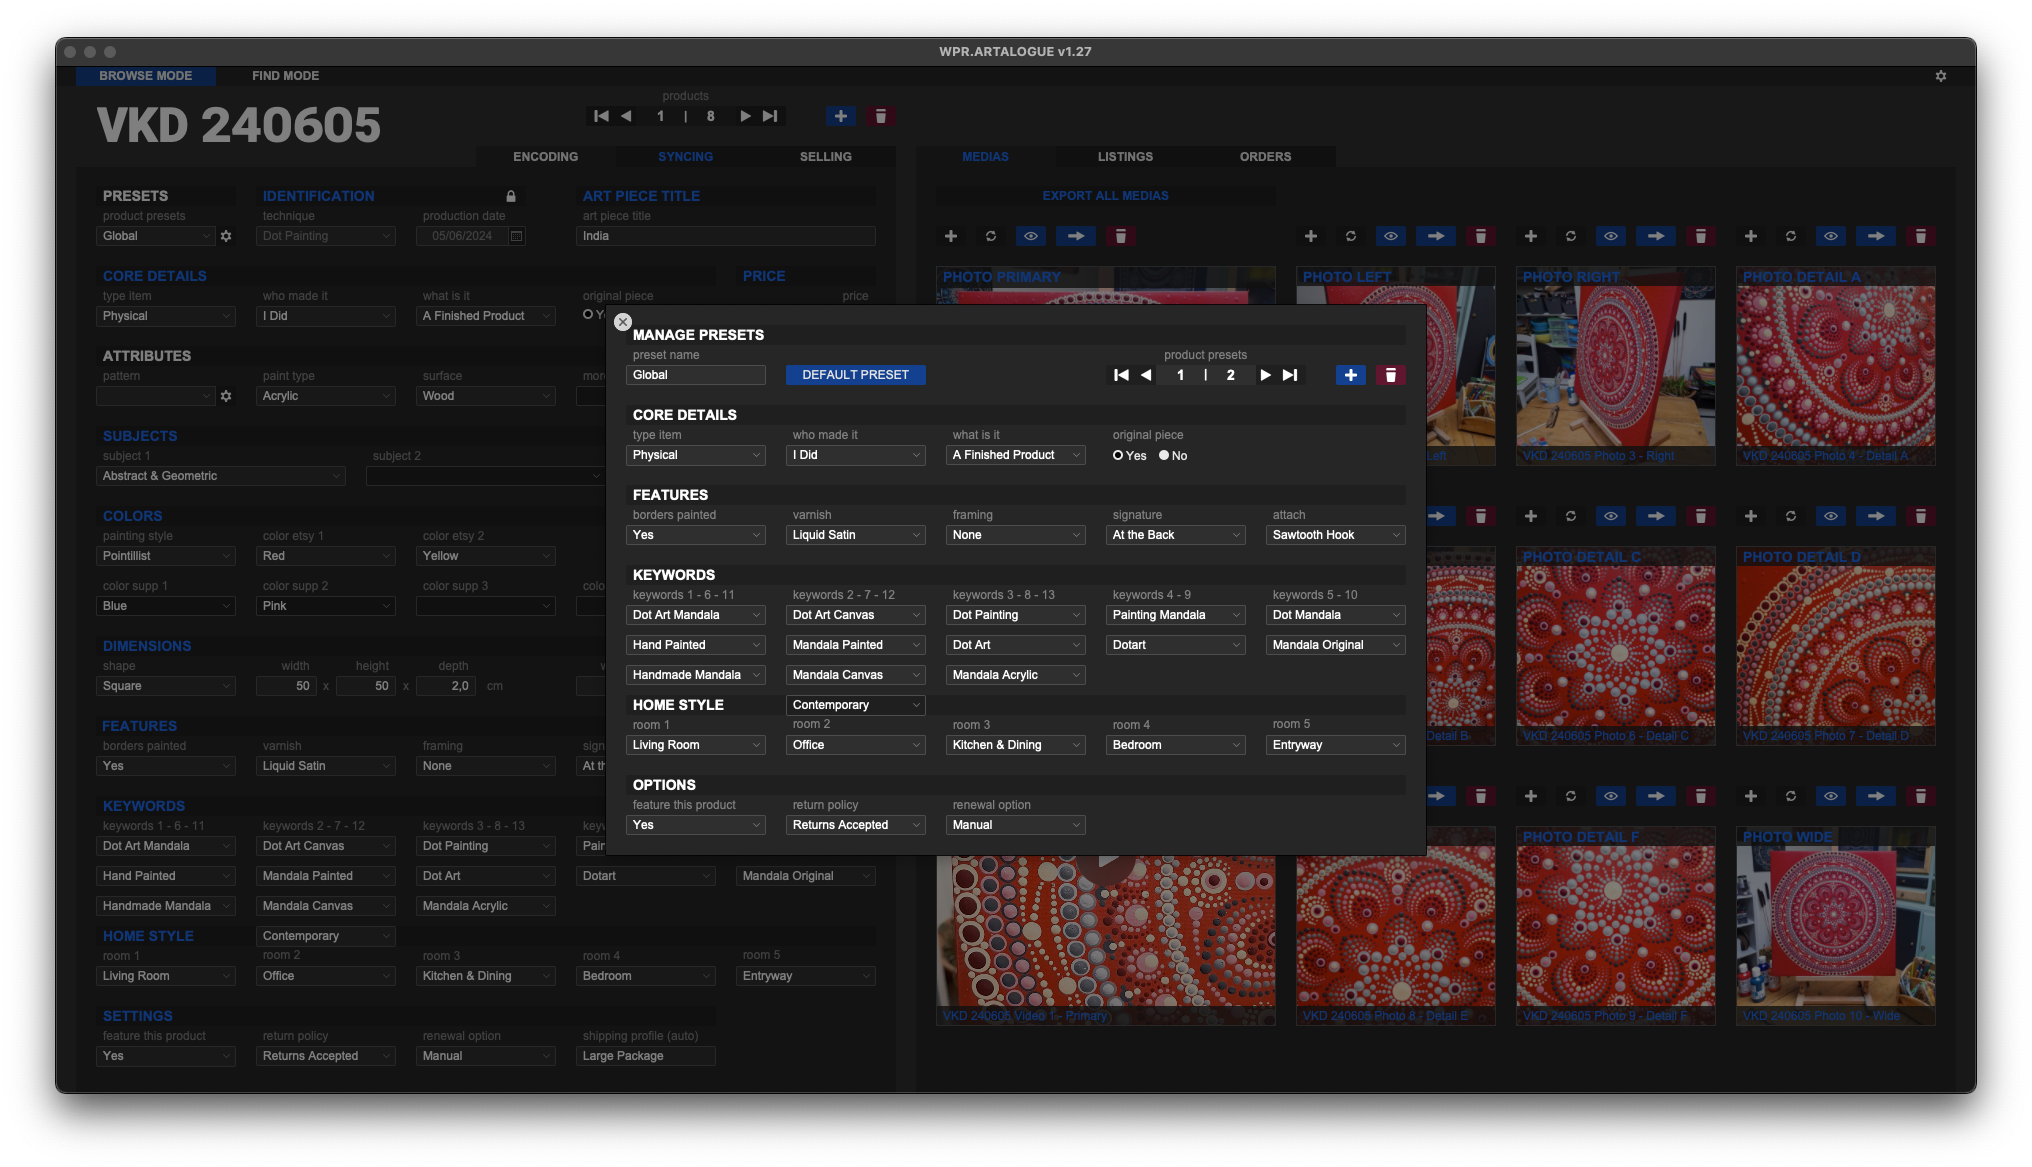 WPR.ARTALOGUE v1.27
BROWSE MODE FIND MODE
VKD 240605
products
1 | 8
ENCODING SYNCING SELLING
MEDIAS LISTINGS ORDERS
PRESETS IDENTIFICATION ART PIECE TITLE
product presets technique production date art piece title
Global Dot Painting 05/06/2024 India
CORE DETAILS PRICE
type item who made it what is it original piece price
Physical I Did A Finished Product
ATTRIBUTES
pattern paint type surface
Acrylic Wood
SUBJECTS
subject 1 subject 2
Abstract & Geometric
COLORS
painting style color etsy 1 color etsy 2
Pointillist Red Yellow
color supp 1 color supp 2 color supp 3
Blue Pink
DIMENSIONS
shape width height depth
Square 50 x 50 x 2,0 cm
FEATURES
borders painted varnish framing
Yes Liquid Satin None
KEYWORDS
keywords 1 - 6 - 11 keywords 2 - 7 - 12 keywords 3 - 8 - 13
Dot Art Mandala Dot Art Canvas Dot Painting
Hand Painted Mandala Painted Dot Art Dotart Mandala Original
Handmade Mandala Mandala Canvas Mandala Acrylic
HOME STYLE Contemporary
room 1 room 2 room 3 room 4 room 5
Living Room Office Kitchen & Dining Bedroom Entryway
SETTINGS
feature this product return policy renewal option shipping profile (auto)
Yes Returns Accepted Manual Large Package
MANAGE PRESETS
preset name product presets
Global DEFAULT PRESET 1 | 2
CORE DETAILS
type item who made it what is it original piece
Physical I Did A Finished Product Yes No
FEATURES
borders painted varnish framing signature attach
Yes Liquid Satin None At the Back Sawtooth Hook
KEYWORDS
keywords 1 - 6 - 11 keywords 2 - 7 - 12 keywords 3 - 8 - 13 keywords 4 - 9 keywords 5 - 10
Dot Art Mandala Dot Art Canvas Dot Painting Painting Mandala Dot Mandala
Hand Painted Mandala Painted Dot Art Dotart Mandala Original
Handmade Mandala Mandala Canvas Mandala Acrylic
HOME STYLE Contemporary
room 1 room 2 room 3 room 4 room 5
Living Room Office Kitchen & Dining Bedroom Entryway
OPTIONS
feature this product return policy renewal option
Yes Returns Accepted Manual
EXPORT ALL MEDIAS
PHOTO PRIMARY PHOTO LEFT PHOTO RIGHT PHOTO DETAIL A
Left VKD 240605 Photo 3 - Right VKD 240605 Photo 4 - Detail A
PHOTO DETAIL C PHOTO DETAIL D
Detail B VKD 240605 Photo 6 - Detail C VKD 240605 Photo 7 - Detail D
PHOTO DETAIL F PHOTO WIDE
VKD 240605 Video 1 - Primary VKD 240605 Photo 8 - Detail E VKD 240605 Photo 9 - Detail F VKD 240605 Photo 10 - Wide